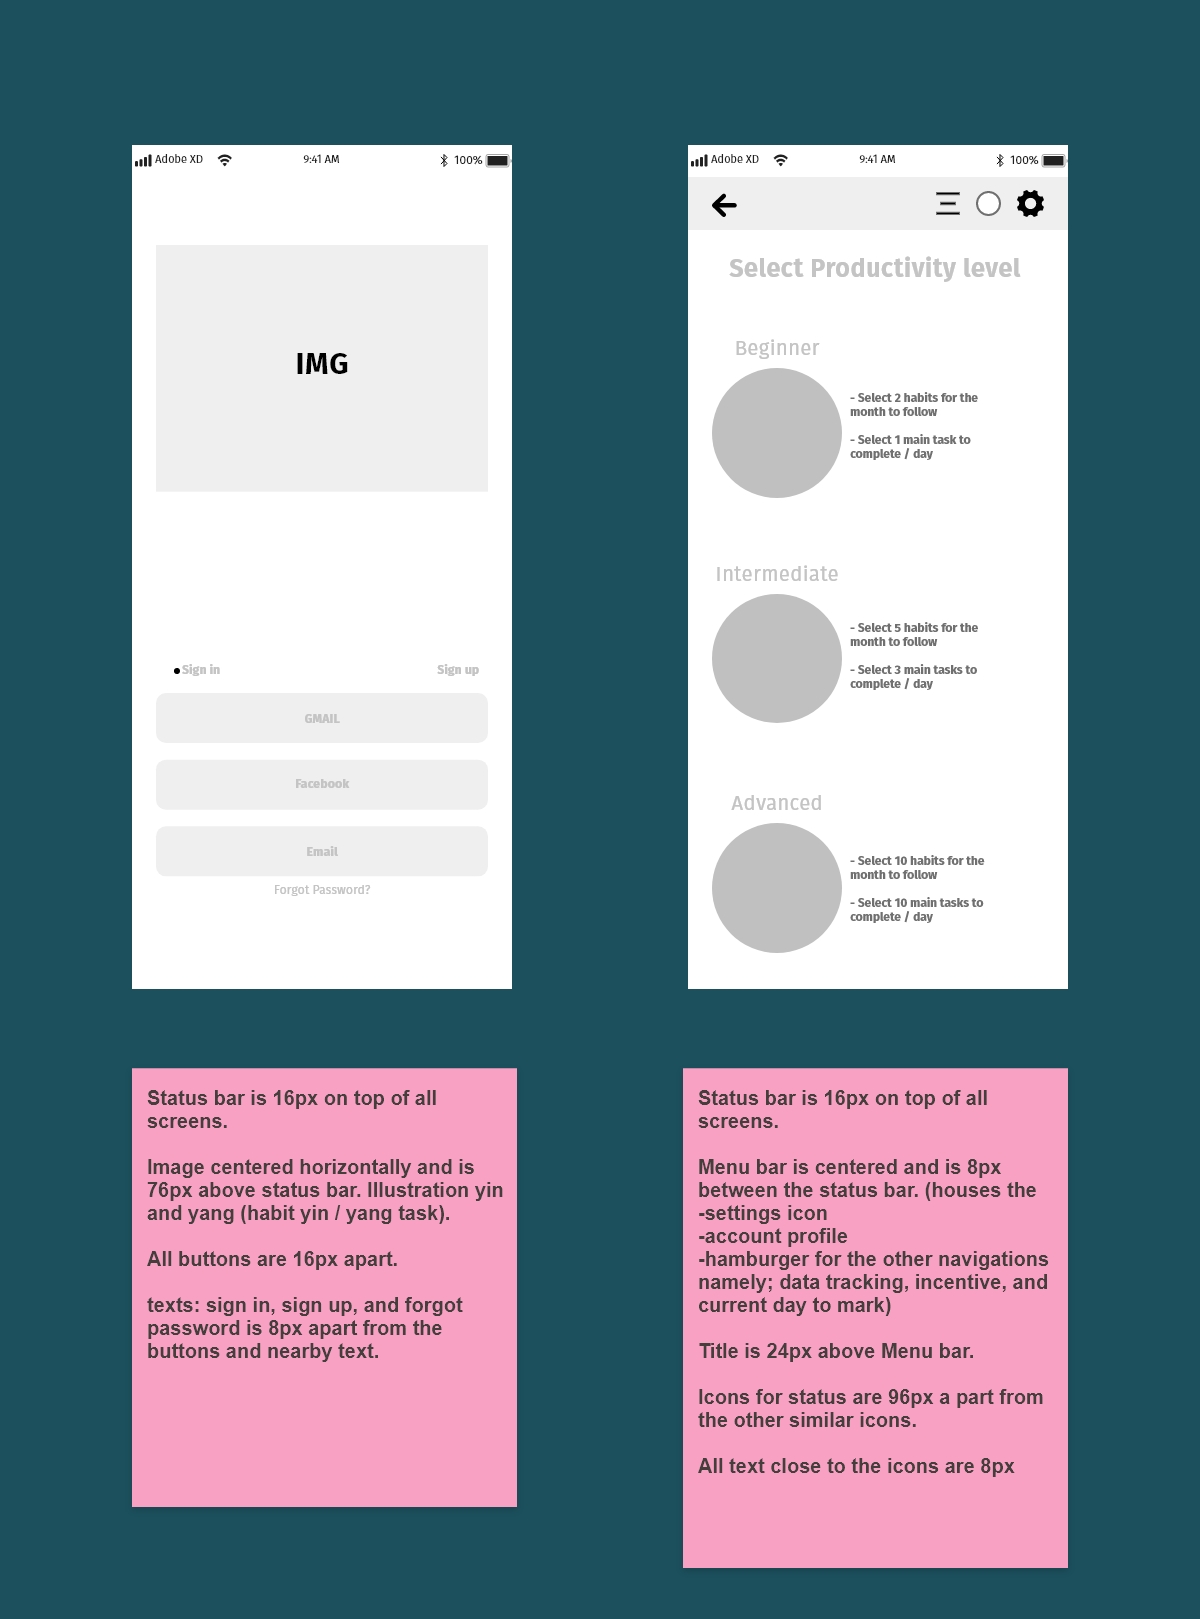 Adobe XD 9:41 AM 100%
IMG
Sign in Sign up
GMAIL
Facebook
Email
Forgot Password?
Adobe XD 9:41 AM 100%
Select Productivity level
Beginner
- Select 2 habits for the
month to follow
- Select 1 main task to
complete / day
Intermediate
- Select 5 habits for the
month to follow
- Select 3 main tasks to
complete / day
Advanced
- Select 10 habits for the
month to follow
- Select 10 main tasks to
complete / day
Status bar is 16px on top of all
screens.
Image centered horizontally and is
76px above status bar. Illustration yin
and yang (habit yin / yang task).
All buttons are 16px apart.
texts: sign in, sign up, and forgot
password is 8px apart from the
buttons and nearby text.
Status bar is 16px on top of all
screens.
Menu bar is centered and is 8px
between the status bar. (houses the
-settings icon
-account profile
-hamburger for the other navigations
namely; data tracking, incentive, and
current day to mark)
Title is 24px above Menu bar.
Icons for status are 96px a part from
the other similar icons.
All text close to the icons are 8px